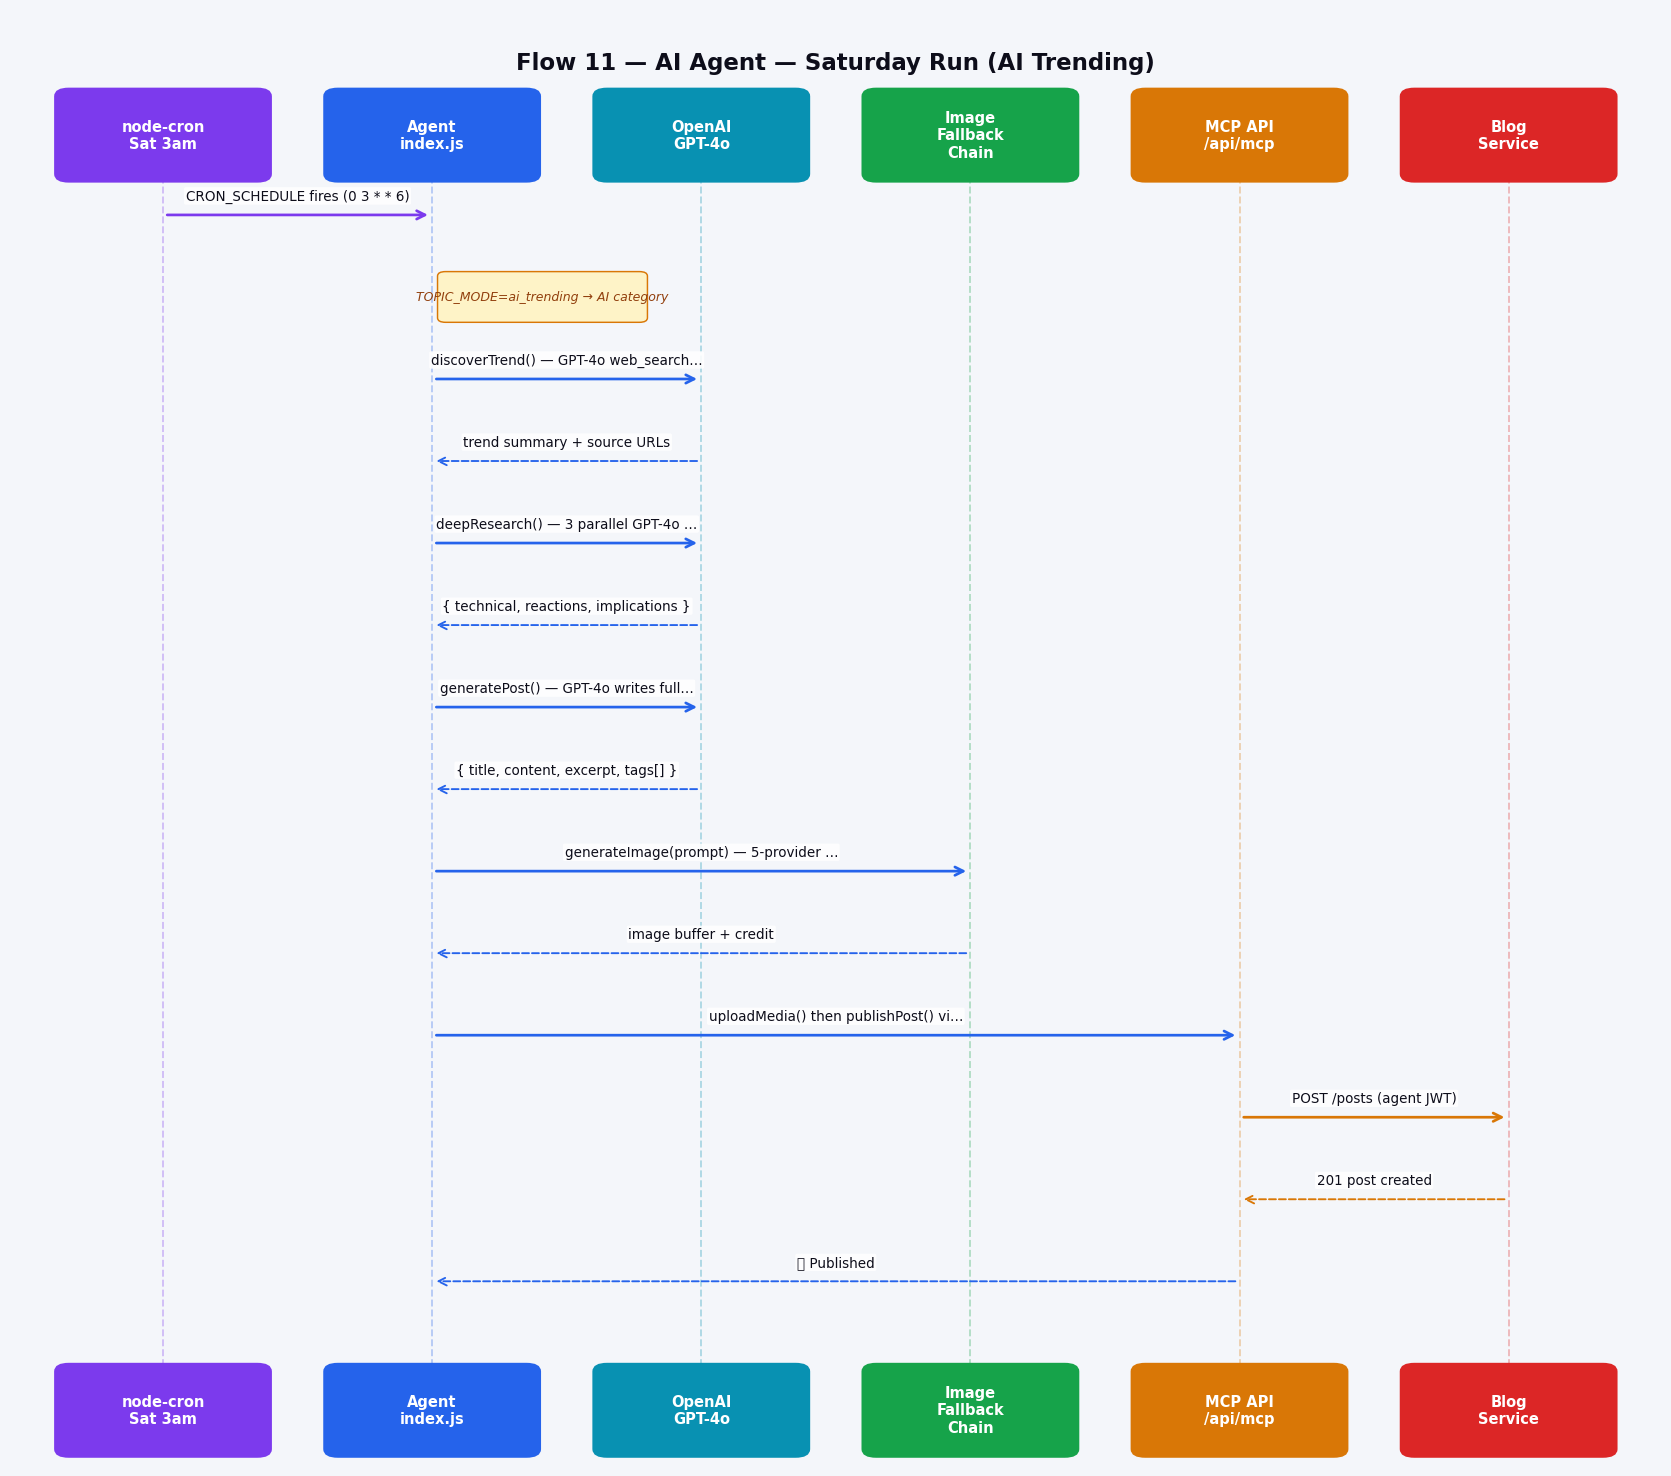 Flow 11 — AI Agent — Saturday Run (AI Trending)
node-cron
Sat 3am
Agent
index.js
OpenAI
GPT-4o
Image
Fallback
Chain
MCP API
/api/mcp
Blog
Service
CRON_SCHEDULE fires (0 3 * * 6)
TOPIC_MODE=ai_trending → AI category
discoverTrend() — GPT-4o web_search…
trend summary + source URLs
deepResearch() — 3 parallel GPT-4o …
{ technical, reactions, implications }
generatePost() — GPT-4o writes full…
{ title, content, excerpt, tags[] }
generateImage(prompt) — 5-provider …
image buffer + credit
uploadMedia() then publishPost() vi…
POST /posts (agent JWT)
201 post created
Published
node-cron
Sat 3am
Agent
index.js
OpenAI
GPT-4o
Image
Fallback
Chain
MCP API
/api/mcp
Blog
Service